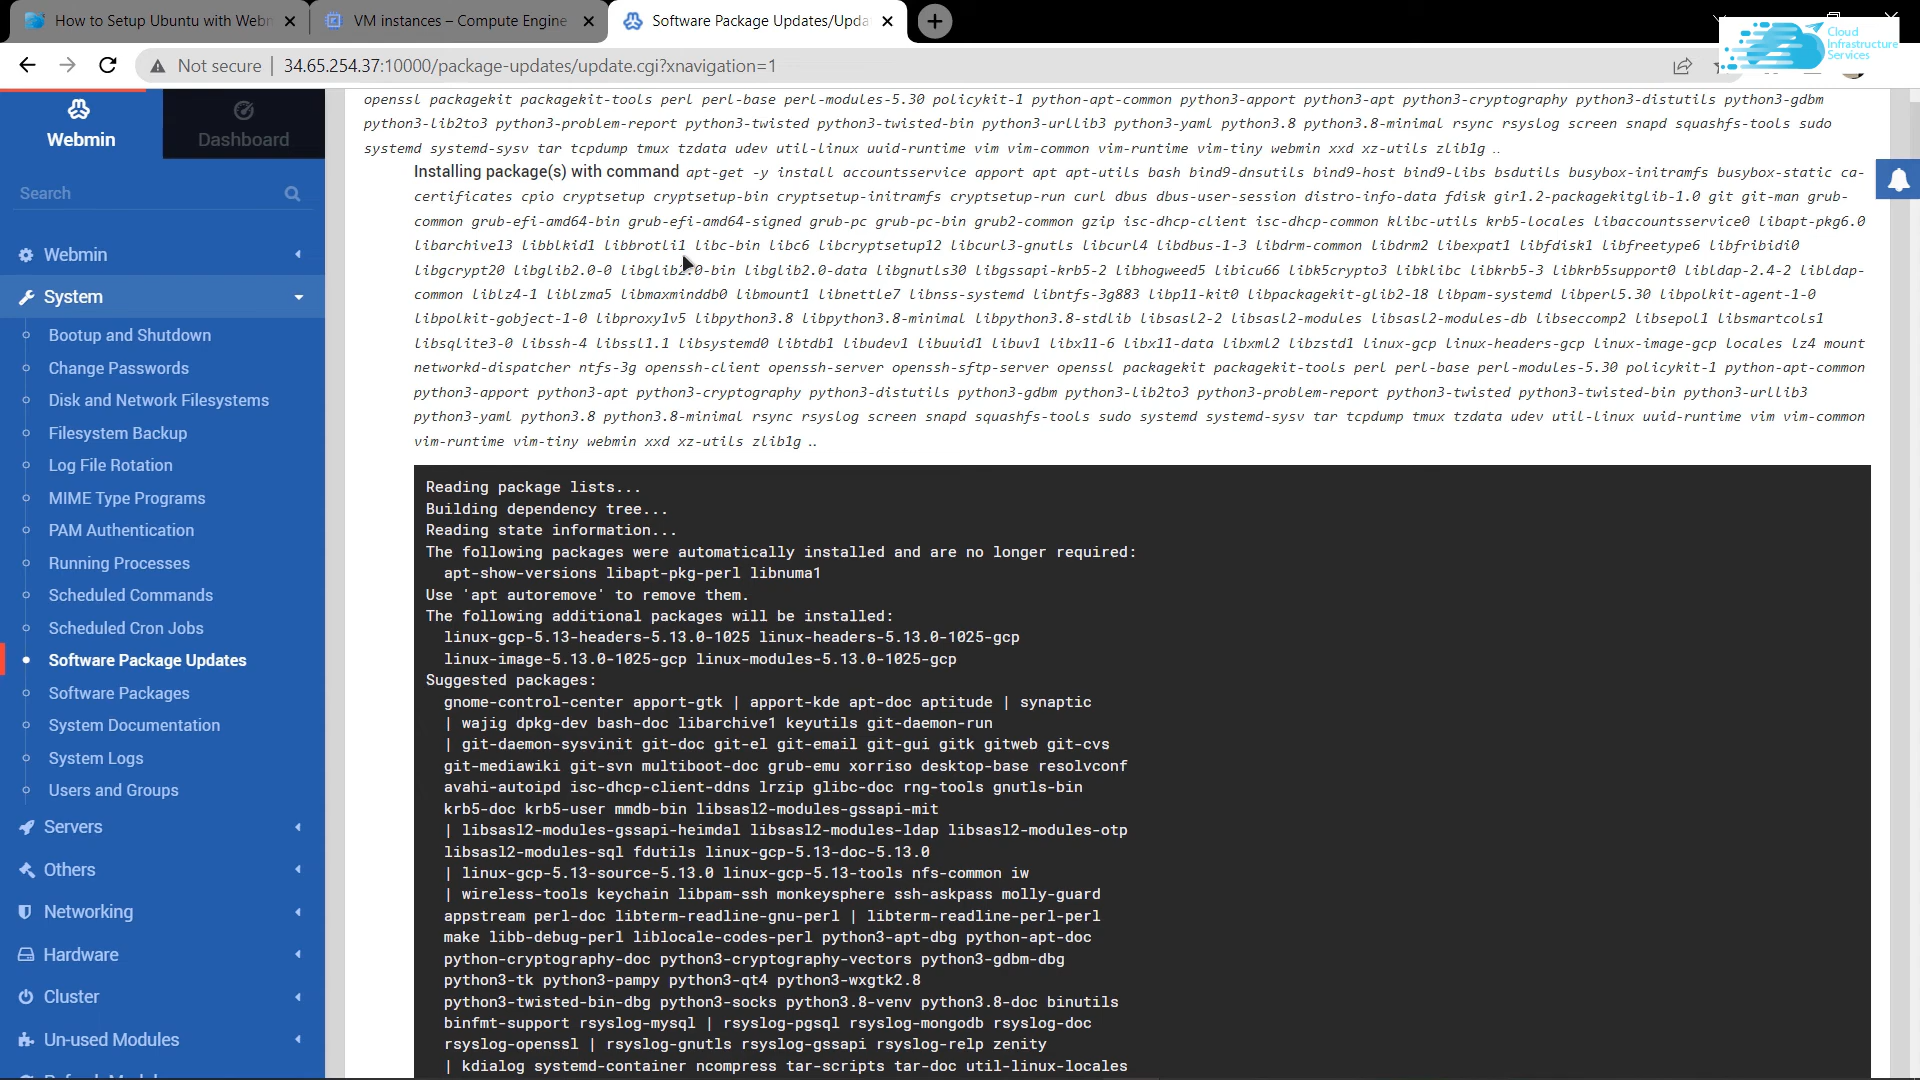 How to Setup Ubuntu with Webn
VM instances – Compute Engine
Software Package Updates/Upda
Cloud
Infrastructure
Services
Not secure
34.65.254.37:10000/package-updates/update.cgi?xnavigation=1
Webmin
Dashboard
Search
Webmin
System
Bootup and Shutdown
Change Passwords
Disk and Network Filesystems
Filesystem Backup
Log File Rotation
MIME Type Programs
PAM Authentication
Running Processes
Scheduled Commands
Scheduled Cron Jobs
Software Package Updates
Software Packages
System Documentation
System Logs
Users and Groups
Servers
Others
Networking
Hardware
Cluster
Un-used Modules
openssl packagekit packagekit-tools perl perl-base perl-modules-5.30 policykit-1 python-apt-common python3-apport python3-apt python3-cryptography python3-distutils python3-gdbm
python3-lib2to3 python3-problem-report python3-twisted python3-twisted-bin python3-urllib3 python3-yaml python3.8 python3.8-minimal rsync rsyslog screen snapd squashfs-tools sudo
systemd systemd-sysv tar tcpdump tmux tzdata udev util-linux uuid-runtime vim vim-common vim-runtime vim-tiny webmin xxd xz-utils zlib1g ..
Installing package(s) with command apt-get -y install accountsservice apport apt apt-utils bash bind9-dnsutils bind9-host bind9-libs bsdutils busybox-initramfs busybox-static ca-
certificates cpio cryptsetup cryptsetup-bin cryptsetup-initramfs cryptsetup-run curl dbus dbus-user-session distro-info-data fdisk gir1.2-packagekitglib-1.0 git git-man grub-
common grub-efi-amd64-bin grub-efi-amd64-signed grub-pc grub-pc-bin grub2-common gzip isc-dhcp-client isc-dhcp-common klibc-utils krb5-locales libaccountsservice0 libapt-pkg6.0
libarchive13 libblkid1 libbrotli1 libc-bin libc6 libcryptsetup12 libcurl3-gnutls libcurl4 libdbus-1-3 libdrm-common libdrm2 libexpat1 libfdisk1 libfreetype6 libfribidi0
libgcrypt20 libglib2.0-0 libglib2.0-bin libglib2.0-data libgnutls30 libgssapi-krb5-2 libhogweed5 libicu66 libk5crypto3 libklibc libkrb5-3 libkrb5support0 libldap-2.4-2 libldap-
common liblz4-1 liblzma5 libmaxminddb0 libmount1 libnettle7 libnss-systemd libntfs-3g883 libp11-kit0 libpackagekit-glib2-18 libpam-systemd libperl5.30 libpolkit-agent-1-0
libpolkit-gobject-1-0 libproxy1v5 libpython3.8 libpython3.8-minimal libpython3.8-stdlib libsasl2-2 libsasl2-modules libsasl2-modules-db libseccomp2 libsepol1 libsmartcols1
libsqlite3-0 libssh-4 libssl1.1 libsystemd0 libtdb1 libudev1 libuuid1 libuv1 libx11-6 libx11-data libxml2 libzstd1 linux-gcp linux-headers-gcp linux-image-gcp locales lz4 mount
networkd-dispatcher ntfs-3g openssh-client openssh-server openssh-sftp-server openssl packagekit packagekit-tools perl perl-base perl-modules-5.30 policykit-1 python-apt-common
python3-apport python3-apt python3-cryptography python3-distutils python3-gdbm python3-lib2to3 python3-problem-report python3-twisted python3-twisted-bin python3-urllib3
python3-yaml python3.8 python3.8-minimal rsync rsyslog screen snapd squashfs-tools sudo systemd systemd-sysv tar tcpdump tmux tzdata udev util-linux uuid-runtime vim vim-common
vim-runtime vim-tiny webmin xxd xz-utils zlib1g ..
Reading package lists...
Building dependency tree...
Reading state information...
The following packages were automatically installed and are no longer required:
apt-show-versions libapt-pkg-perl libnuma1
Use 'apt autoremove' to remove them.
The following additional packages will be installed:
linux-gcp-5.13-headers-5.13.0-1025 linux-headers-5.13.0-1025-gcp
linux-image-5.13.0-1025-gcp linux-modules-5.13.0-1025-gcp
Suggested packages:
gnome-control-center apport-gtk | apport-kde apt-doc aptitude | synaptic
| wajig dpkg-dev bash-doc libarchive1 keyutils git-daemon-run
| git-daemon-sysvinit git-doc git-el git-email git-gui gitk gitweb git-cvs
git-mediawiki git-svn multiboot-doc grub-emu xorriso desktop-base resolvconf
avahi-autoipd isc-dhcp-client-ddns lrzip glibc-doc rng-tools gnutls-bin
krb5-doc krb5-user mmdb-bin libsasl2-modules-gssapi-mit
| libsasl2-modules-gssapi-heimdal libsasl2-modules-ldap libsasl2-modules-otp
libsasl2-modules-sql fdutils linux-gcp-5.13-doc-5.13.0
| linux-gcp-5.13-source-5.13.0 linux-gcp-5.13-tools nfs-common iw
| wireless-tools keychain libpam-ssh monkeysphere ssh-askpass molly-guard
appstream perl-doc libterm-readline-gnu-perl | libterm-readline-perl-perl
make libb-debug-perl liblocale-codes-perl python3-apt-dbg python-apt-doc
python-cryptography-doc python3-cryptography-vectors python3-gdbm-dbg
python3-tk python3-pampy python3-qt4 python3-wxgtk2.8
python3-twisted-bin-dbg python3-socks python3.8-venv python3.8-doc binutils
binfmt-support rsyslog-mysql | rsyslog-pgsql rsyslog-mongodb rsyslog-doc
rsyslog-openssl | rsyslog-gnutls rsyslog-gssapi rsyslog-relp zenity
| kdialog systemd-container ncompress tar-scripts tar-doc util-linux-locales